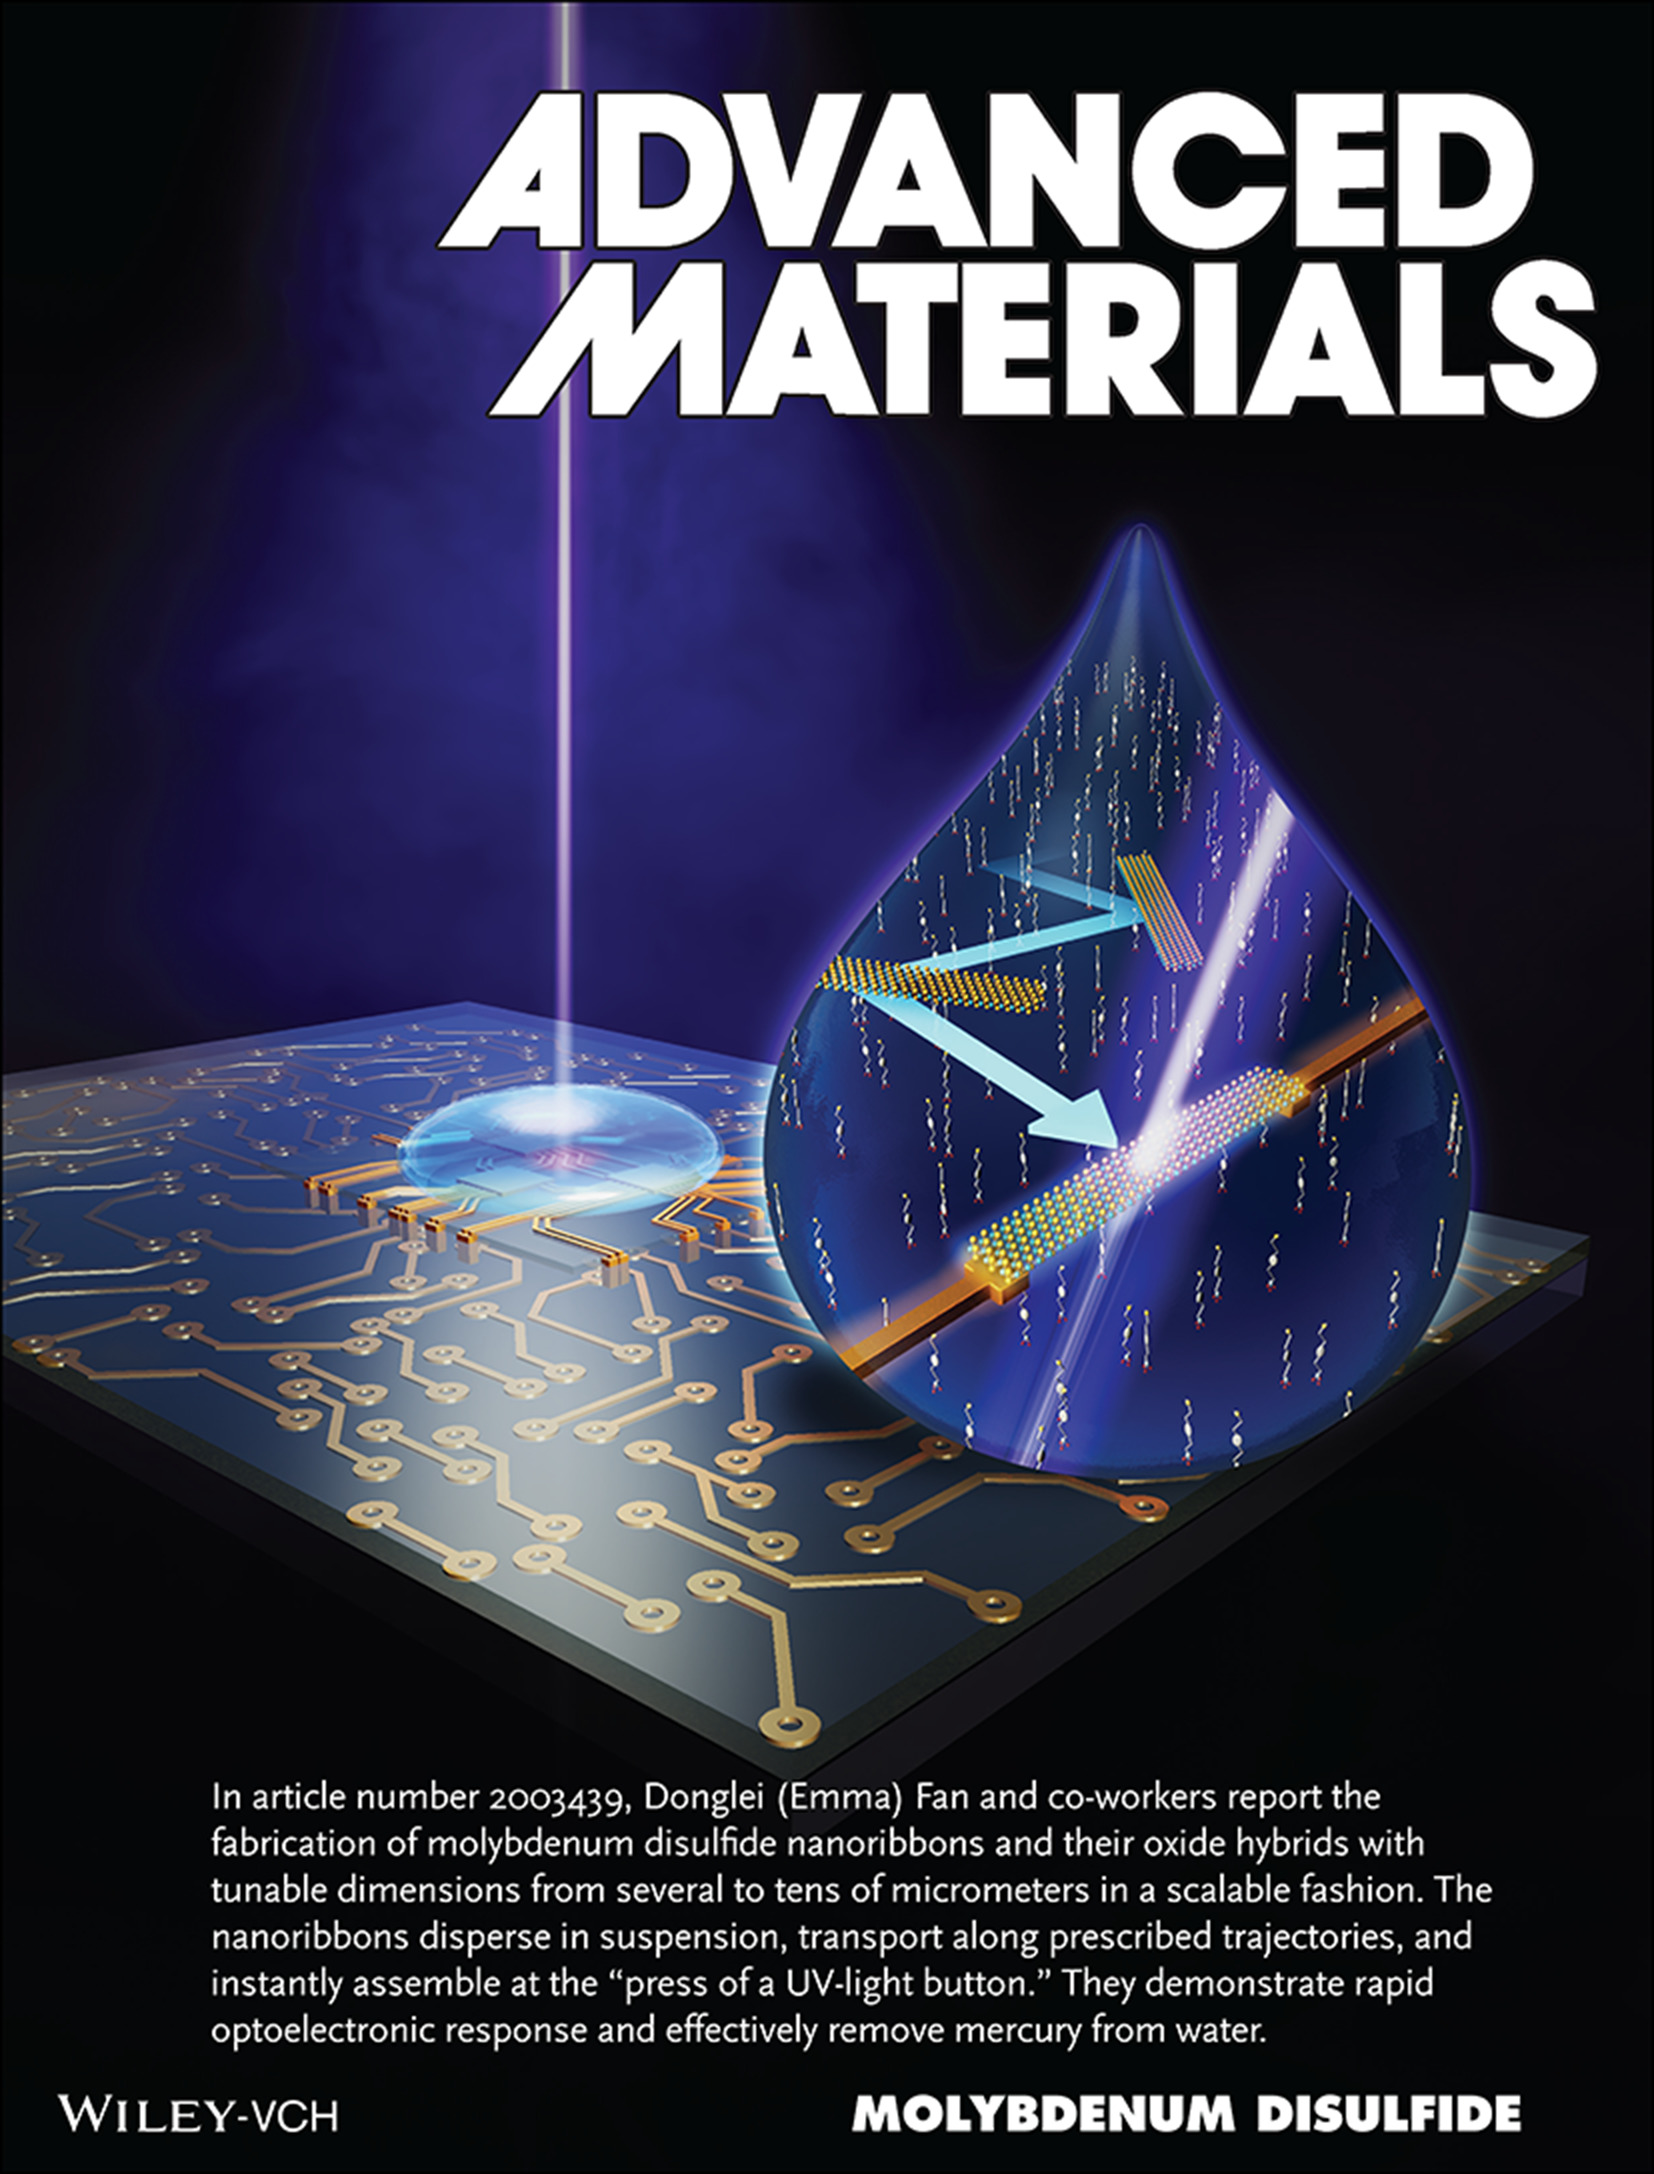 ADVANCED
MATERIALS
In article number 2003439, Donglei (Emma) Fan and co-workers report the
fabrication of molybdenum disulfide nanoribbons and their oxide hybrids with
tunable dimensions from several to tens of micrometers in a scalable fashion. The
nanoribbons disperse in suspension, transport along prescribed trajectories, and
instantly assemble at the “press of a UV-light button.” They demonstrate rapid
optoelectronic response and effectively remove mercury from water.
WILEY-VCH
MOLYBDENUM DISULFIDE